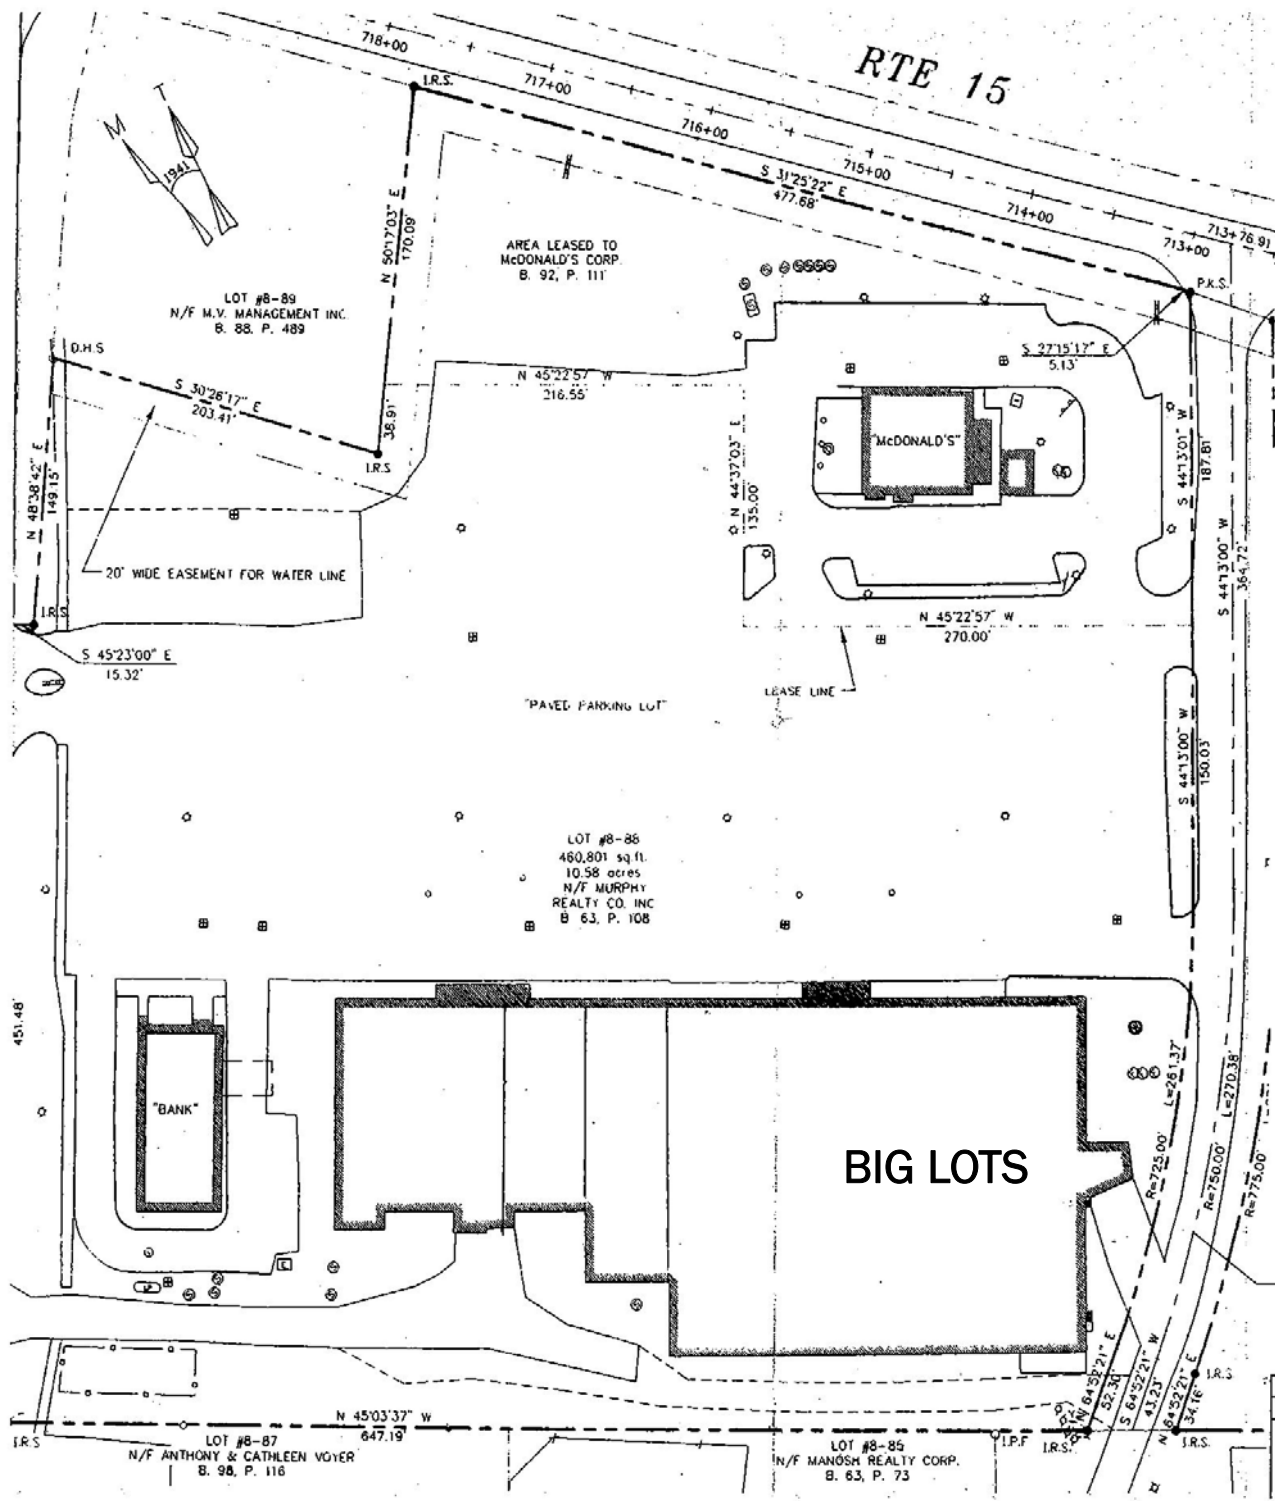 RTE 15
718+00
717+00
716+00
715+00
714+00
713+76.91
713+00
I.R.S.
P.K.S.
M
T
1941
S 31°25'22" E
477.68'
N 50°17'03" E
170.09'
AREA LEASED TO
McDONALD'S CORP.
B. 92, P. 111
LOT #8-89
N/F M.V. MANAGEMENT INC.
B. 88, P. 489
D.H.S
S 30°26'17" E
203.41'
38.91'
I.R.S
N 45°22'57" W
216.55'
S 27°15'17" E
5.13'
"McDONALD'S"
N 44°37'03" E
135.00'
S 44°13'01" W
187.81'
N 48°38'42" E
149.15'
20' WIDE EASEMENT FOR WATER LINE
S 44°13'00" W
364.72'
I.R.S
N 45°22'57" W
270.00'
S 45°23'00" E
15.32'
LEASE LINE
"PAVED PARKING LOT"
S 44°13'00" W
150.03'
LOT #8-88
460,801 sq.ft.
10.58 acres
N/F MURPHY
REALTY CO. INC
B 63, P. 108
451.48'
"BANK"
BIG LOTS
L=261.37'
R=725.00'
L=270.38'
R=750.00'
R=775.00'
N 64°52'21" E
52.30'
S 64°52'21" W
43.23'
N 64°52'21" E
34.16'
I.R.S
N 45°03'37" W
647.19'
I.R.S
LOT #8-87
N/F ANTHONY & CATHLEEN VOYER
B. 98, P. 116
LOT #8-85
N/F MANOSH REALTY CORP.
B. 63, P. 73
I.P.F
I.R.S.
I.R.S.